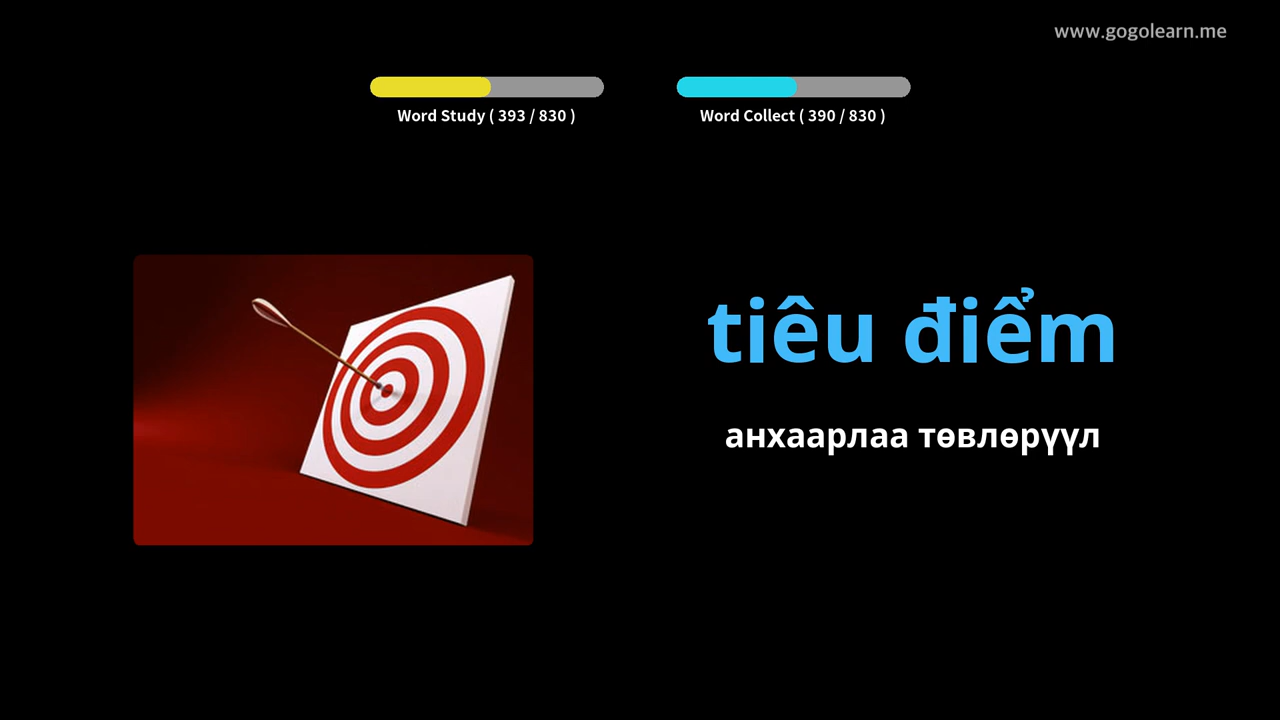 www.gogolearn.me
Word Study ( 393 / 830 )
Word Collect ( 390 / 830 )
tiêu điểm
анхаарлаа төвлөрүүл